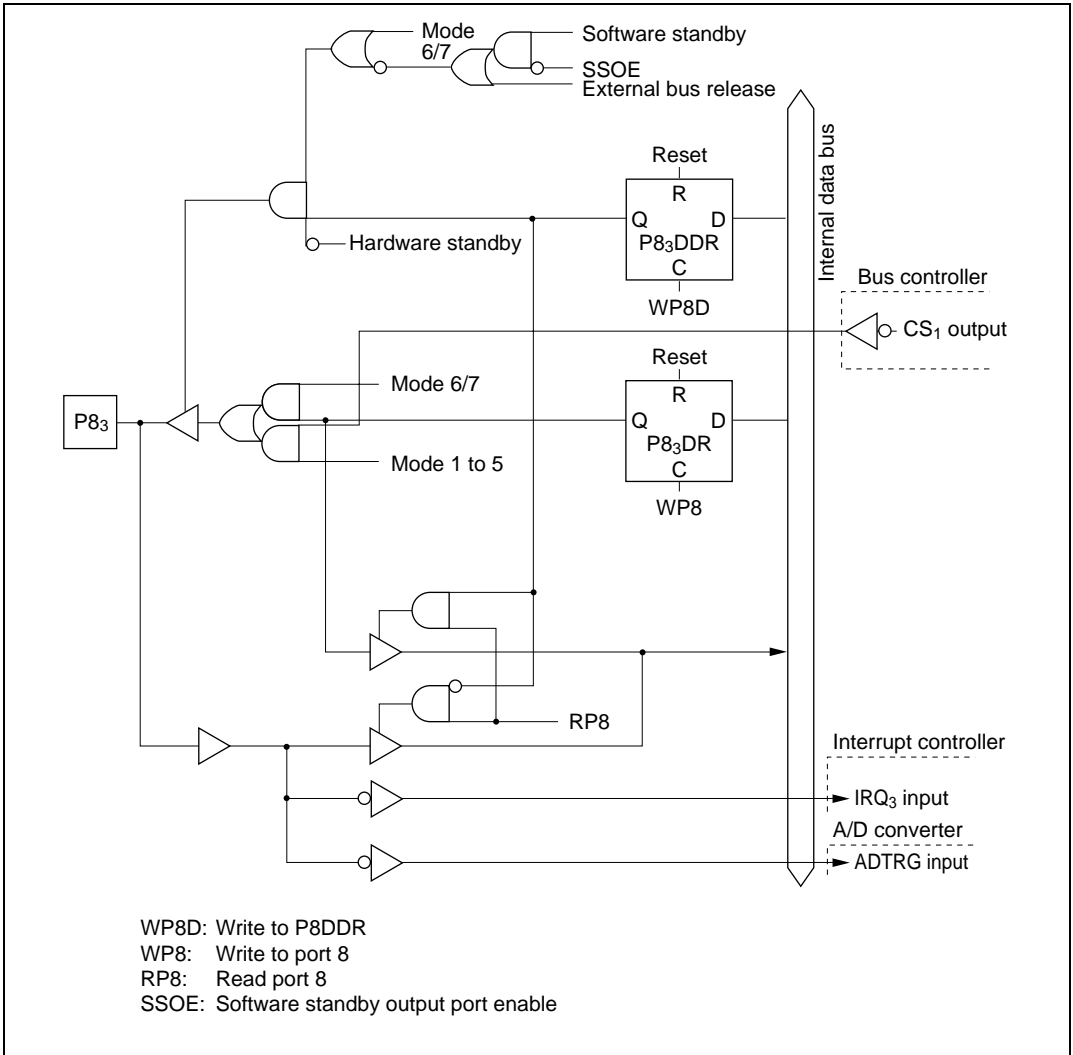 Mode
6/7
Software standby
SSOE
External bus release
Internal data bus
Reset
R
Q D
P8₃DDR
C
WP8D
Hardware standby
Bus controller
CS₁ output
Reset
R
Q D
P8₃DR
C
WP8
Mode 6/7
P8₃
Mode 1 to 5
RP8
Interrupt controller
IRQ₃ input
A/D converter
ADTRG input
WP8D: Write to P8DDR
WP8: Write to port 8
RP8: Read port 8
SSOE: Software standby output port enable